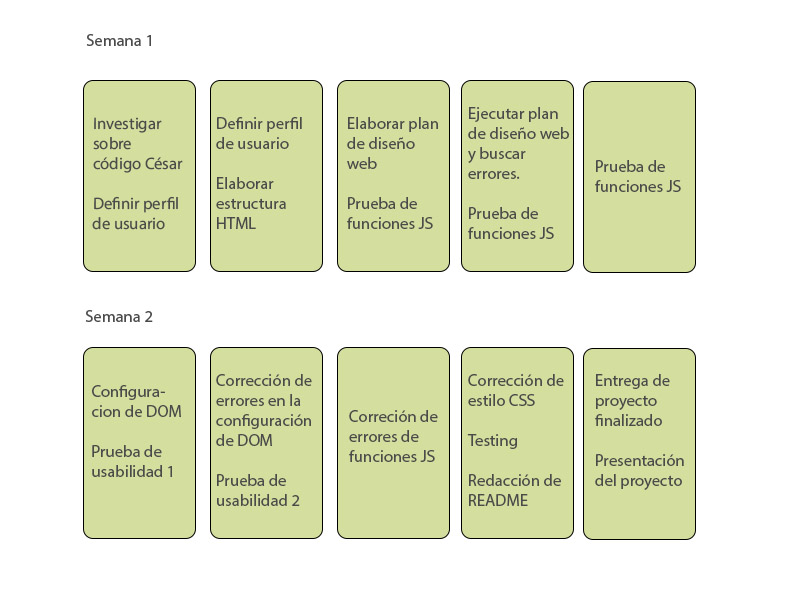 Semana 1
Investigar
sobre
código César
Definir perfil
de usuario
Definir perfil
de usuario
Elaborar
estructura
HTML
Elaborar plan
de diseño
web
Prueba de
funciones JS
Ejecutar plan
de diseño web
y buscar
errores.
Prueba de
funciones JS
Prueba de
funciones JS
Semana 2
Configura-
cion de DOM
Prueba de
usabilidad 1
Corrección de
errores en la
configuración
de DOM
Prueba de
usabilidad 2
Correción de
errores de
funciones JS
Corrección de
estilo CSS
Testing
Redacción de
README
Entrega de
proyecto
finalizado
Presentación
del proyecto